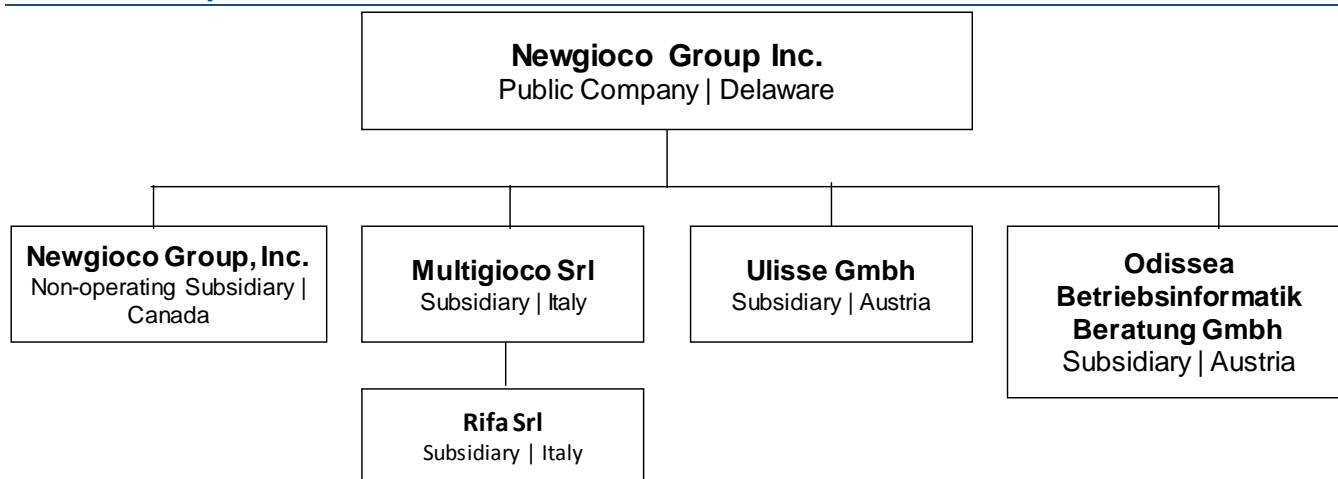 Newgioco Group Inc.
Public Company | Delaware
Newgioco Group, Inc.
Non-operating Subsidiary |
Canada
Multigioco Srl
Subsidiary | Italy
Ulisse Gmbh
Subsidiary | Austria
Odissea
Betriebsinformatik
Beratung Gmbh
Subsidiary | Austria
Rifa Srl
Subsidiary | Italy